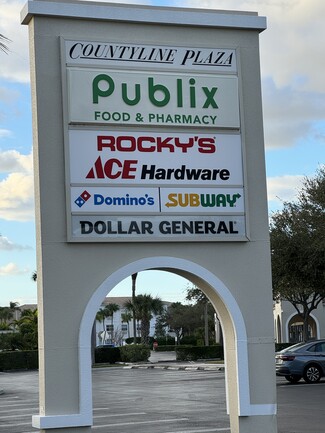 COUNTYLINE PLAZA
Publix
FOOD & PHARMACY
ROCKY'S
ACE Hardware
Domino's SUBWAY
DOLLAR GENERAL